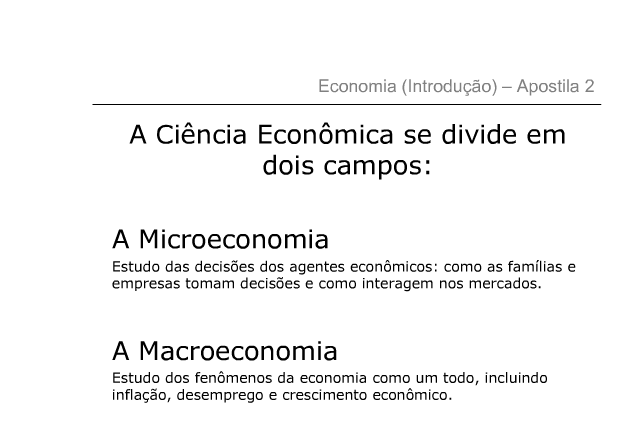 Economia (Introdução) – Apostila 2
A Ciência Econômica se divide em
dois campos:
A Microeconomia
Estudo das decisões dos agentes econômicos: como as famílias e
empresas tomam decisões e como interagem nos mercados.
A Macroeconomia
Estudo dos fenômenos da economia como um todo, incluindo
inflação, desemprego e crescimento econômico.